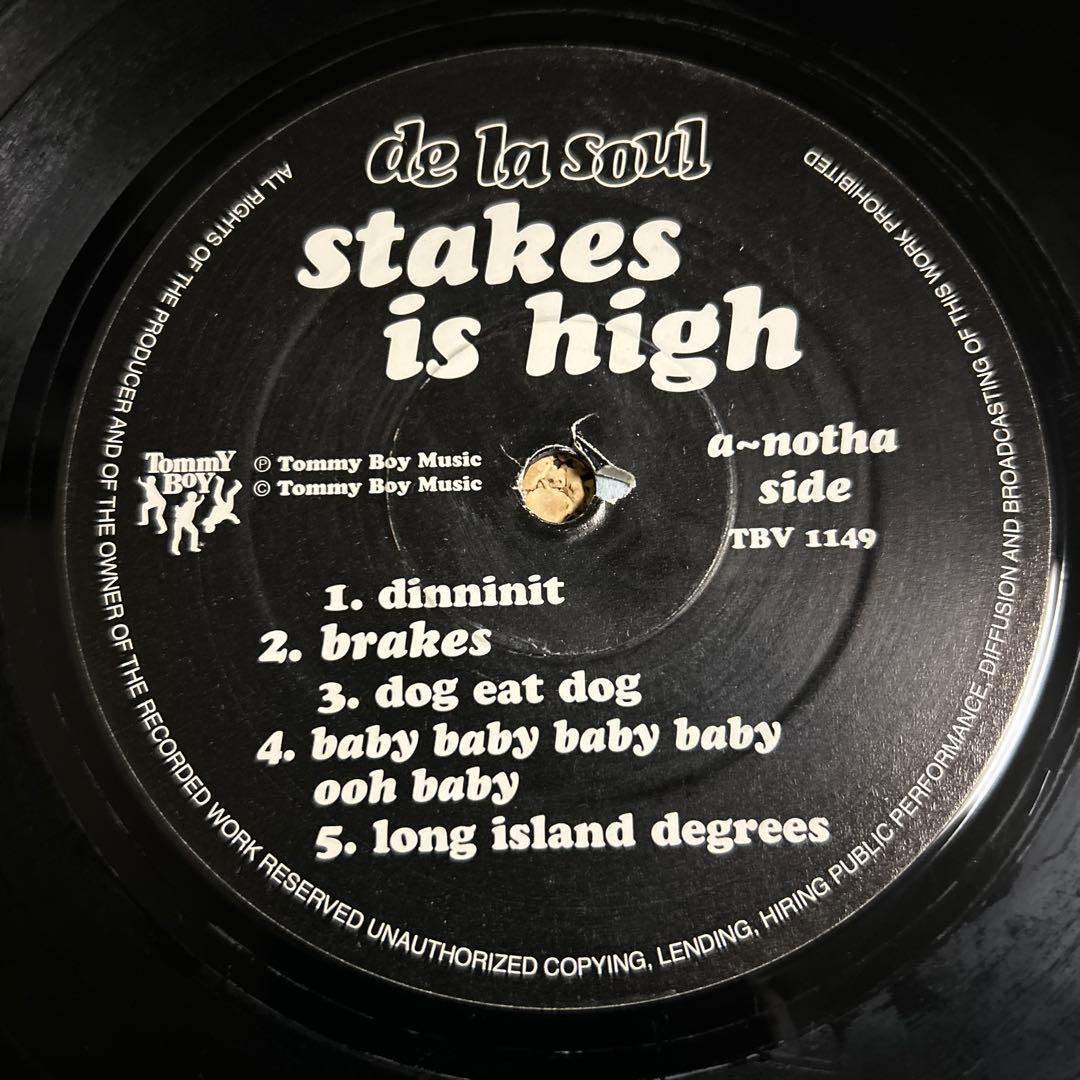 de la soul
stakes
is high
a~notha
side
TBV 1149
Tommy
Boy
℗ Tommy Boy Music
© Tommy Boy Music
1. dinninit
2. brakes
3. dog eat dog
4. baby baby baby baby
ooh baby
5. long island degrees
ALL RIGHTS OF THE PRODUCER AND OF THE OWNER OF THE RECORDED WORK RESERVED UNAUTHORIZED COPYING, LENDING, HIRING PUBLIC PERFORMANCE, DIFFUSION AND BROADCASTING OF THIS WORK PROHIBITED